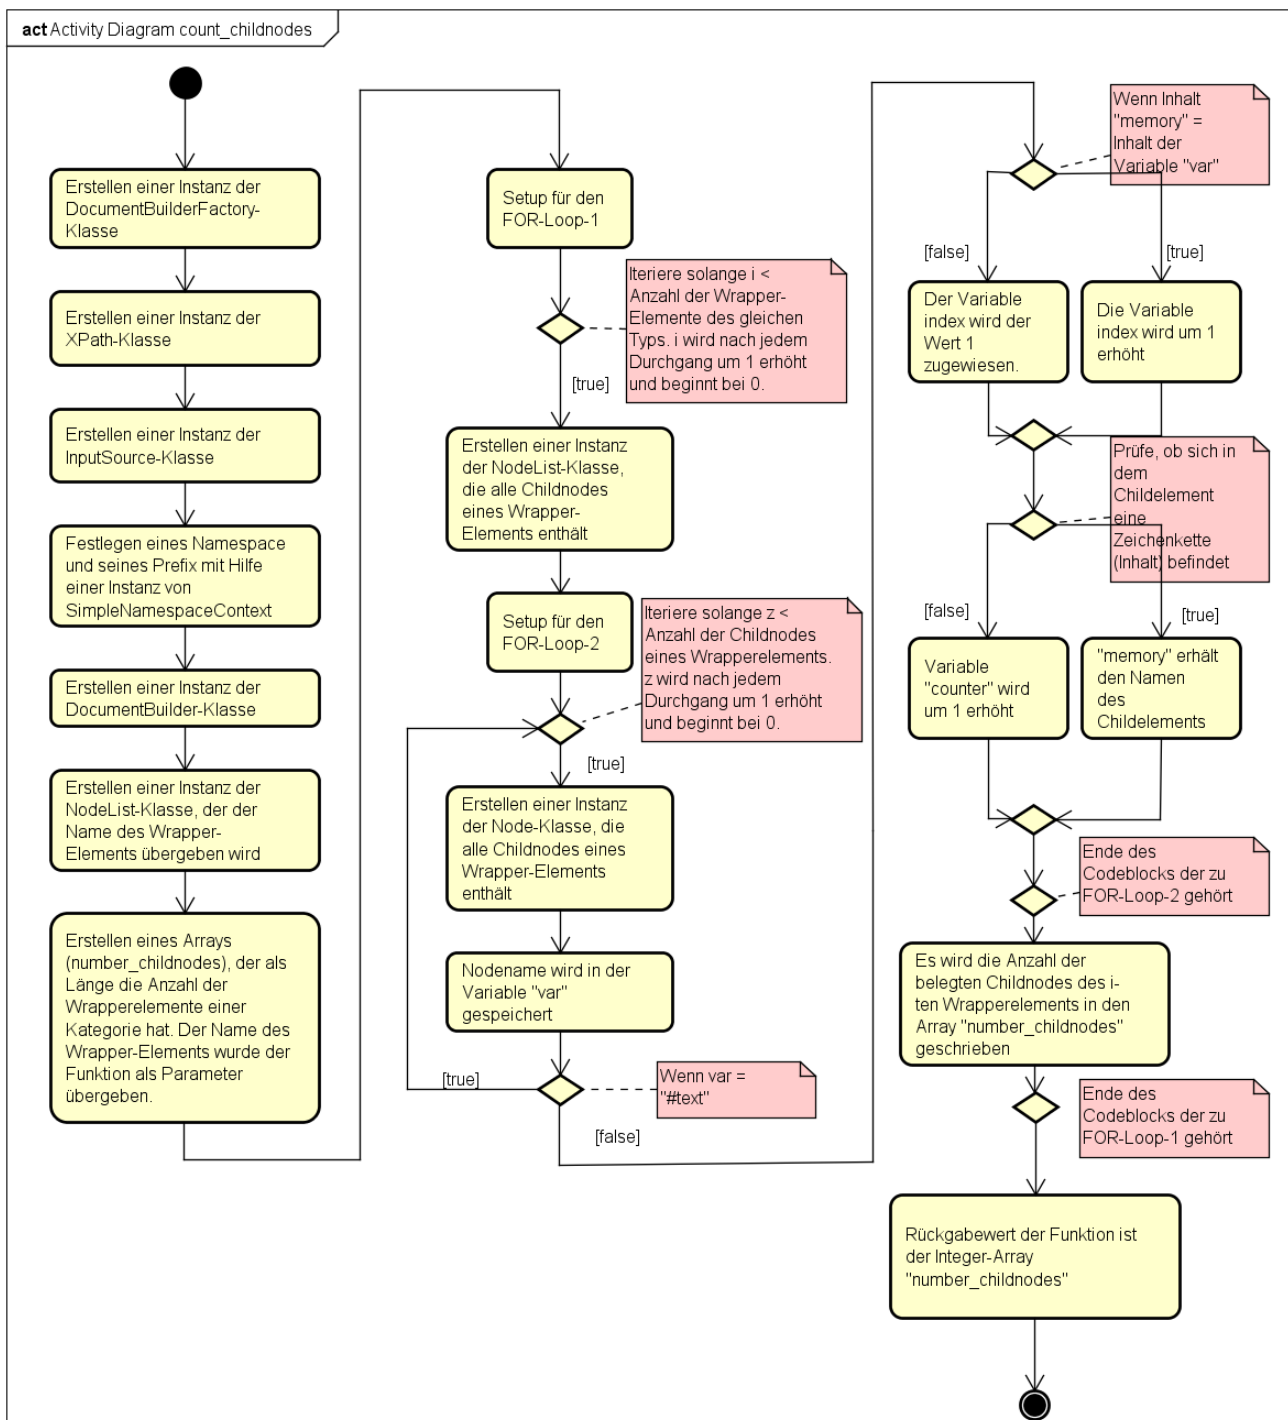 act Activity Diagram count_childnodes
Erstellen einer Instanz der
DocumentBuilderFactory-
Klasse
Erstellen einer Instanz der
XPath-Klasse
Erstellen einer Instanz der
InputSource-Klasse
Festlegen eines Namespace
und seines Prefix mit Hilfe
einer Instanz von
SimpleNamespaceContext
Erstellen einer Instanz der
DocumentBuilder-Klasse
Erstellen einer Instanz der
NodeList-Klasse, der der
Name des Wrapper-
Elements übergeben wird
Erstellen eines Arrays
(number_childnodes), der als
Länge die Anzahl der
Wrapperelemente einer
Kategorie hat. Der Name des
Wrapper-Elements wurde der
Funktion als Parameter
übergeben.
Setup für den
FOR-Loop-1
Iteriere solange i <
Anzahl der Wrapper-
Elemente des gleichen
Typs. i wird nach jedem
Durchgang um 1 erhöht
und beginnt bei 0.
[true]
Erstellen einer Instanz
der NodeList-Klasse,
die alle Childnodes
eines Wrapper-
Elements enthält
Setup für den
FOR-Loop-2
Iteriere solange z <
Anzahl der Childnodes
eines Wrapperelements.
z wird nach jedem
Durchgang um 1 erhöht
und beginnt bei 0.
[true]
Erstellen einer Instanz
der Node-Klasse, die
alle Childnodes eines
Wrapper-Elements
enthält
Nodename wird in der
Variable "var"
gespeichert
[true]
Wenn var =
"#text"
[false]
Wenn Inhalt
"memory" =
Inhalt der
Variable "var"
[false]
[true]
Der Variable
index wird der
Wert 1
zugewiesen.
Die Variable
index wird um 1
erhöht
Prüfe, ob sich in
dem
Childelement
eine
Zeichenkette
(Inhalt) befindet
[false]
[true]
Variable
"counter" wird
um 1 erhöht
"memory" erhält
den Namen
des
Childelements
Ende des
Codeblocks der zu
FOR-Loop-2 gehört
Es wird die Anzahl der
belegten Childnodes des i-
ten Wrapperelements in den
Array "number_childnodes"
geschrieben
Ende des
Codeblocks der zu
FOR-Loop-1 gehört
Rückgabewert der Funktion ist
der Integer-Array
"number_childnodes"